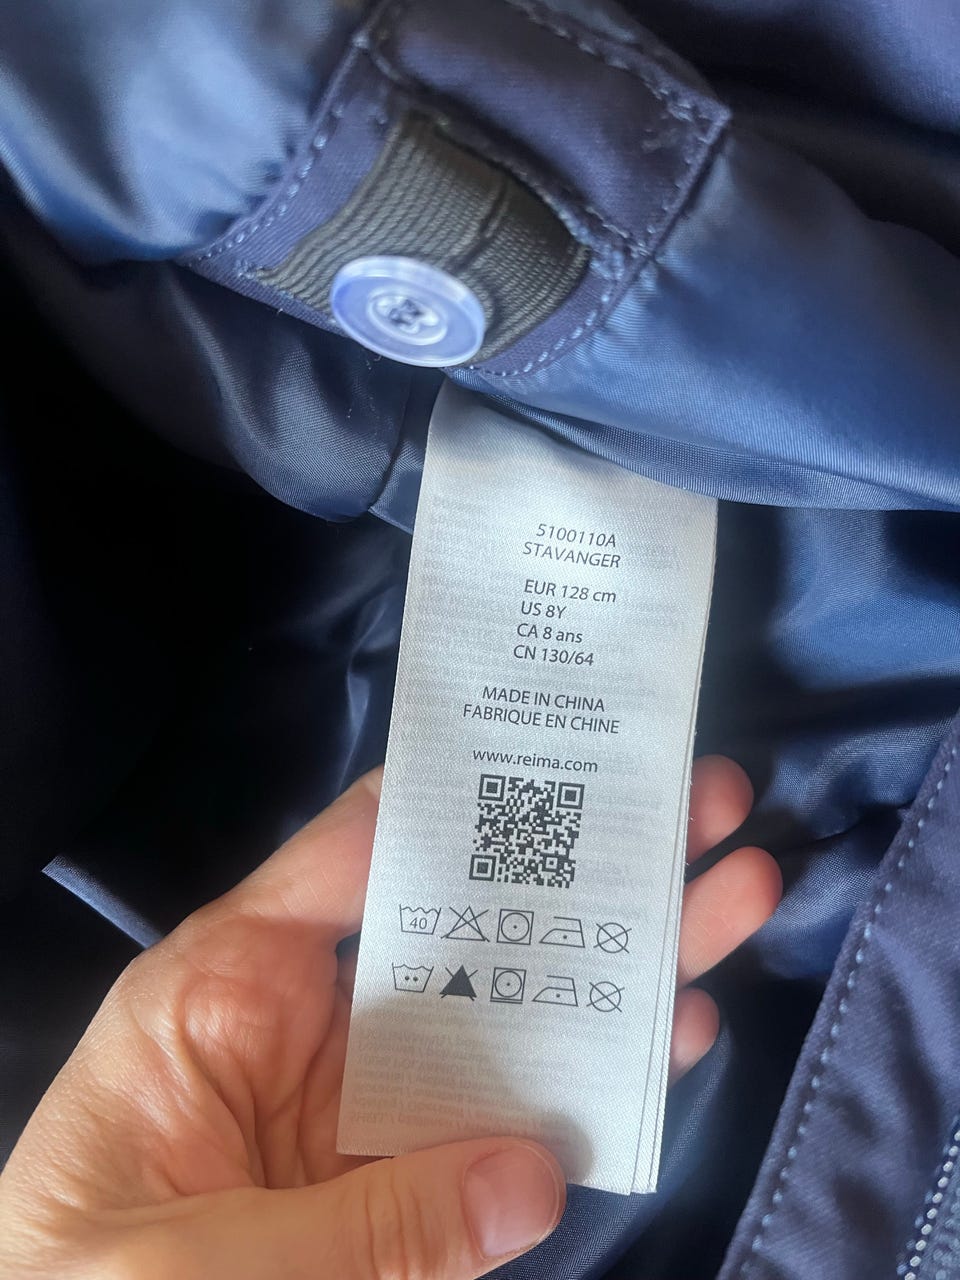 5100110A
STAVANGER
EUR 128 cm
US 8Y
CA 8 ans
CN 130/64
MADE IN CHINA
FABRIQUE EN CHINE
www.reima.com
40